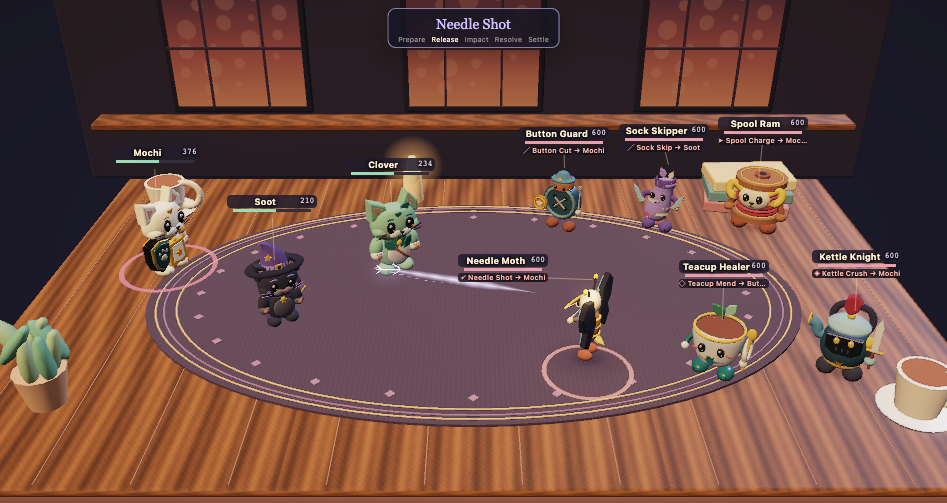 Needle Shot
Prepare Release Impact Resolve Settle
Mochi 376
Soot 210
Clover 234
Button Guard 600
Button Cut → Mochi
Sock Skipper 600
Sock Skip → Soot
Spool Ram 600
Spool Charge → Moc...
Needle Moth 600
Needle Shot → Mochi
Teacup Healer 600
Teacup Mend → But...
Kettle Knight 600
Kettle Crush → Mochi